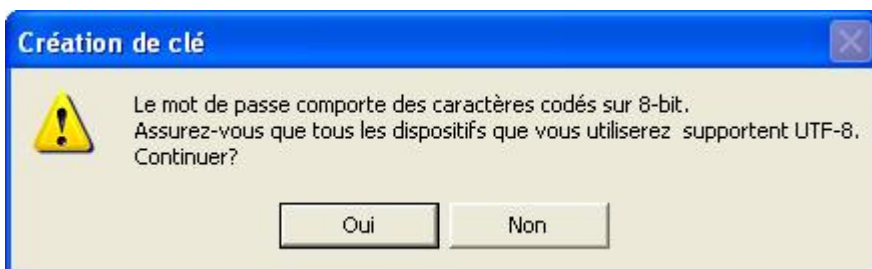 Création de clé
Le mot de passe comporte des caractères codés sur 8-bit.
Assurez-vous que tous les dispositifs que vous utiliserez  supportent UTF-8.
Continuer?
Oui Non